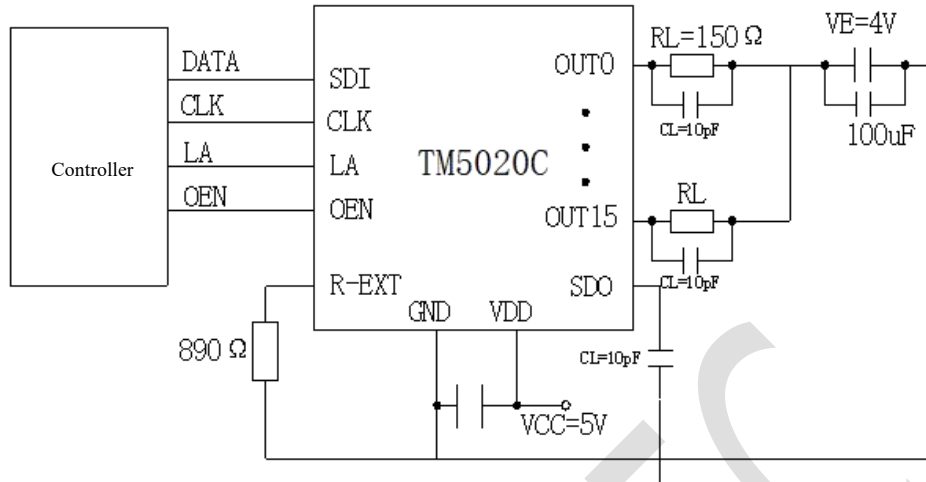 Controller
DATA
CLK
LA
OEN
SDI
CLK
LA
OEN
R-EXT
GND
VDD
TM5020C
OUT0
OUT15
SDO
RL=150Ω
CL=10pF
RL
CL=10pF
VE=4V
100uF
890Ω
CL=10pF
VCC=5V